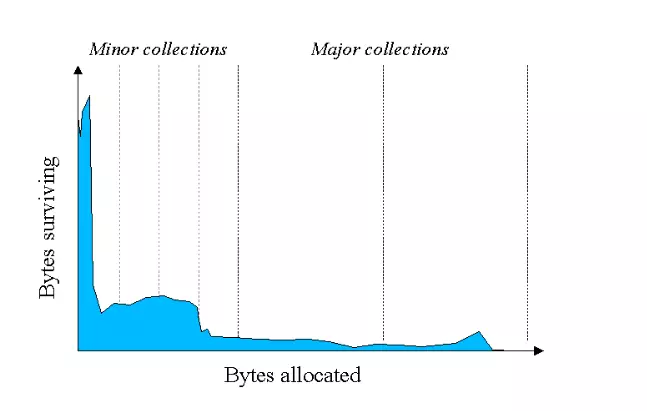 Minor collections
Major collections
Bytes surviving
Bytes allocated